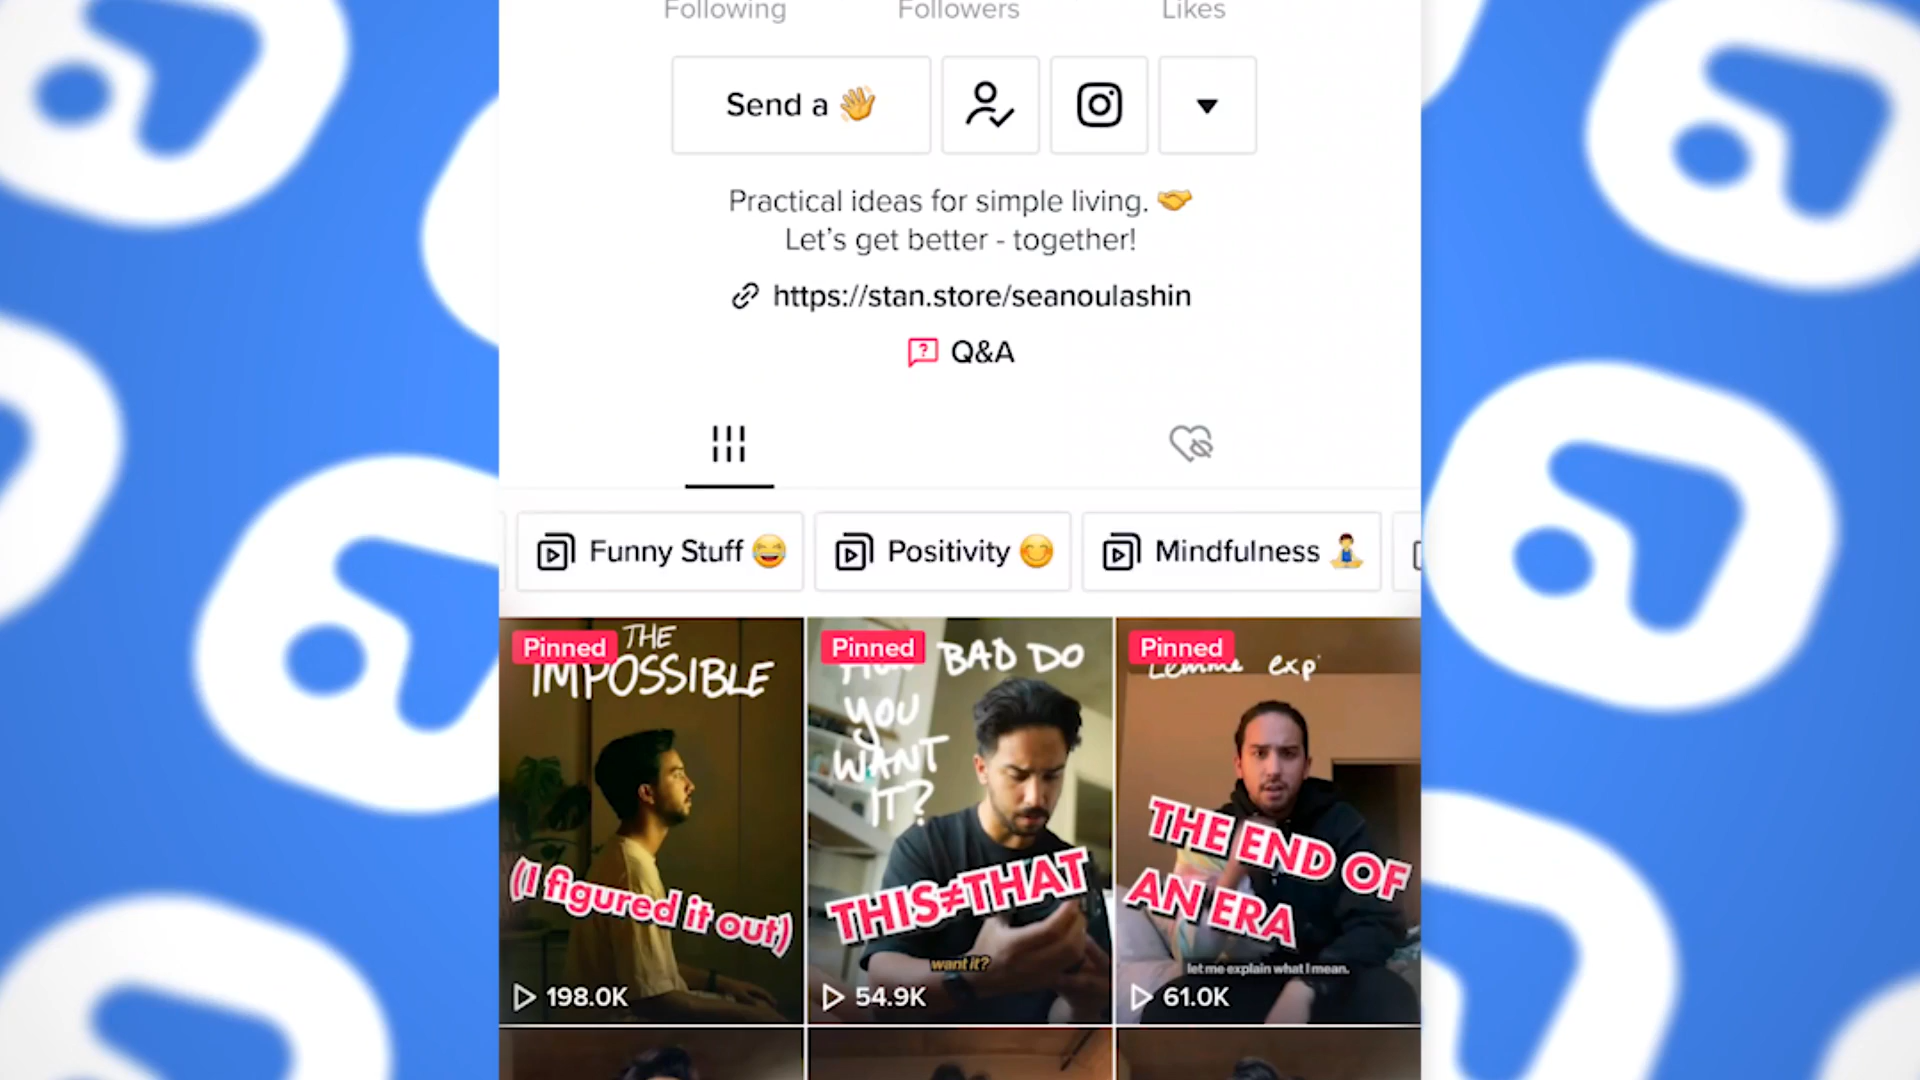 Following Followers Likes
Send a 👋
Practical ideas for simple living. 🤝
Let's get better - together!
https://stan.store/seanoulashin
Q&A
Funny Stuff 😂 Positivity 😊 Mindfulness 🧘‍♂️
Pinned
THE
IMPOSSIBLE
(I figured it out)
198.0K
Pinned
BAD DO
YOU
WANT
IT?
THIS≠THAT
want it?
54.9K
Pinned
Lemme exp
THE END OF
AN ERA
let me explain what I mean.
61.0K